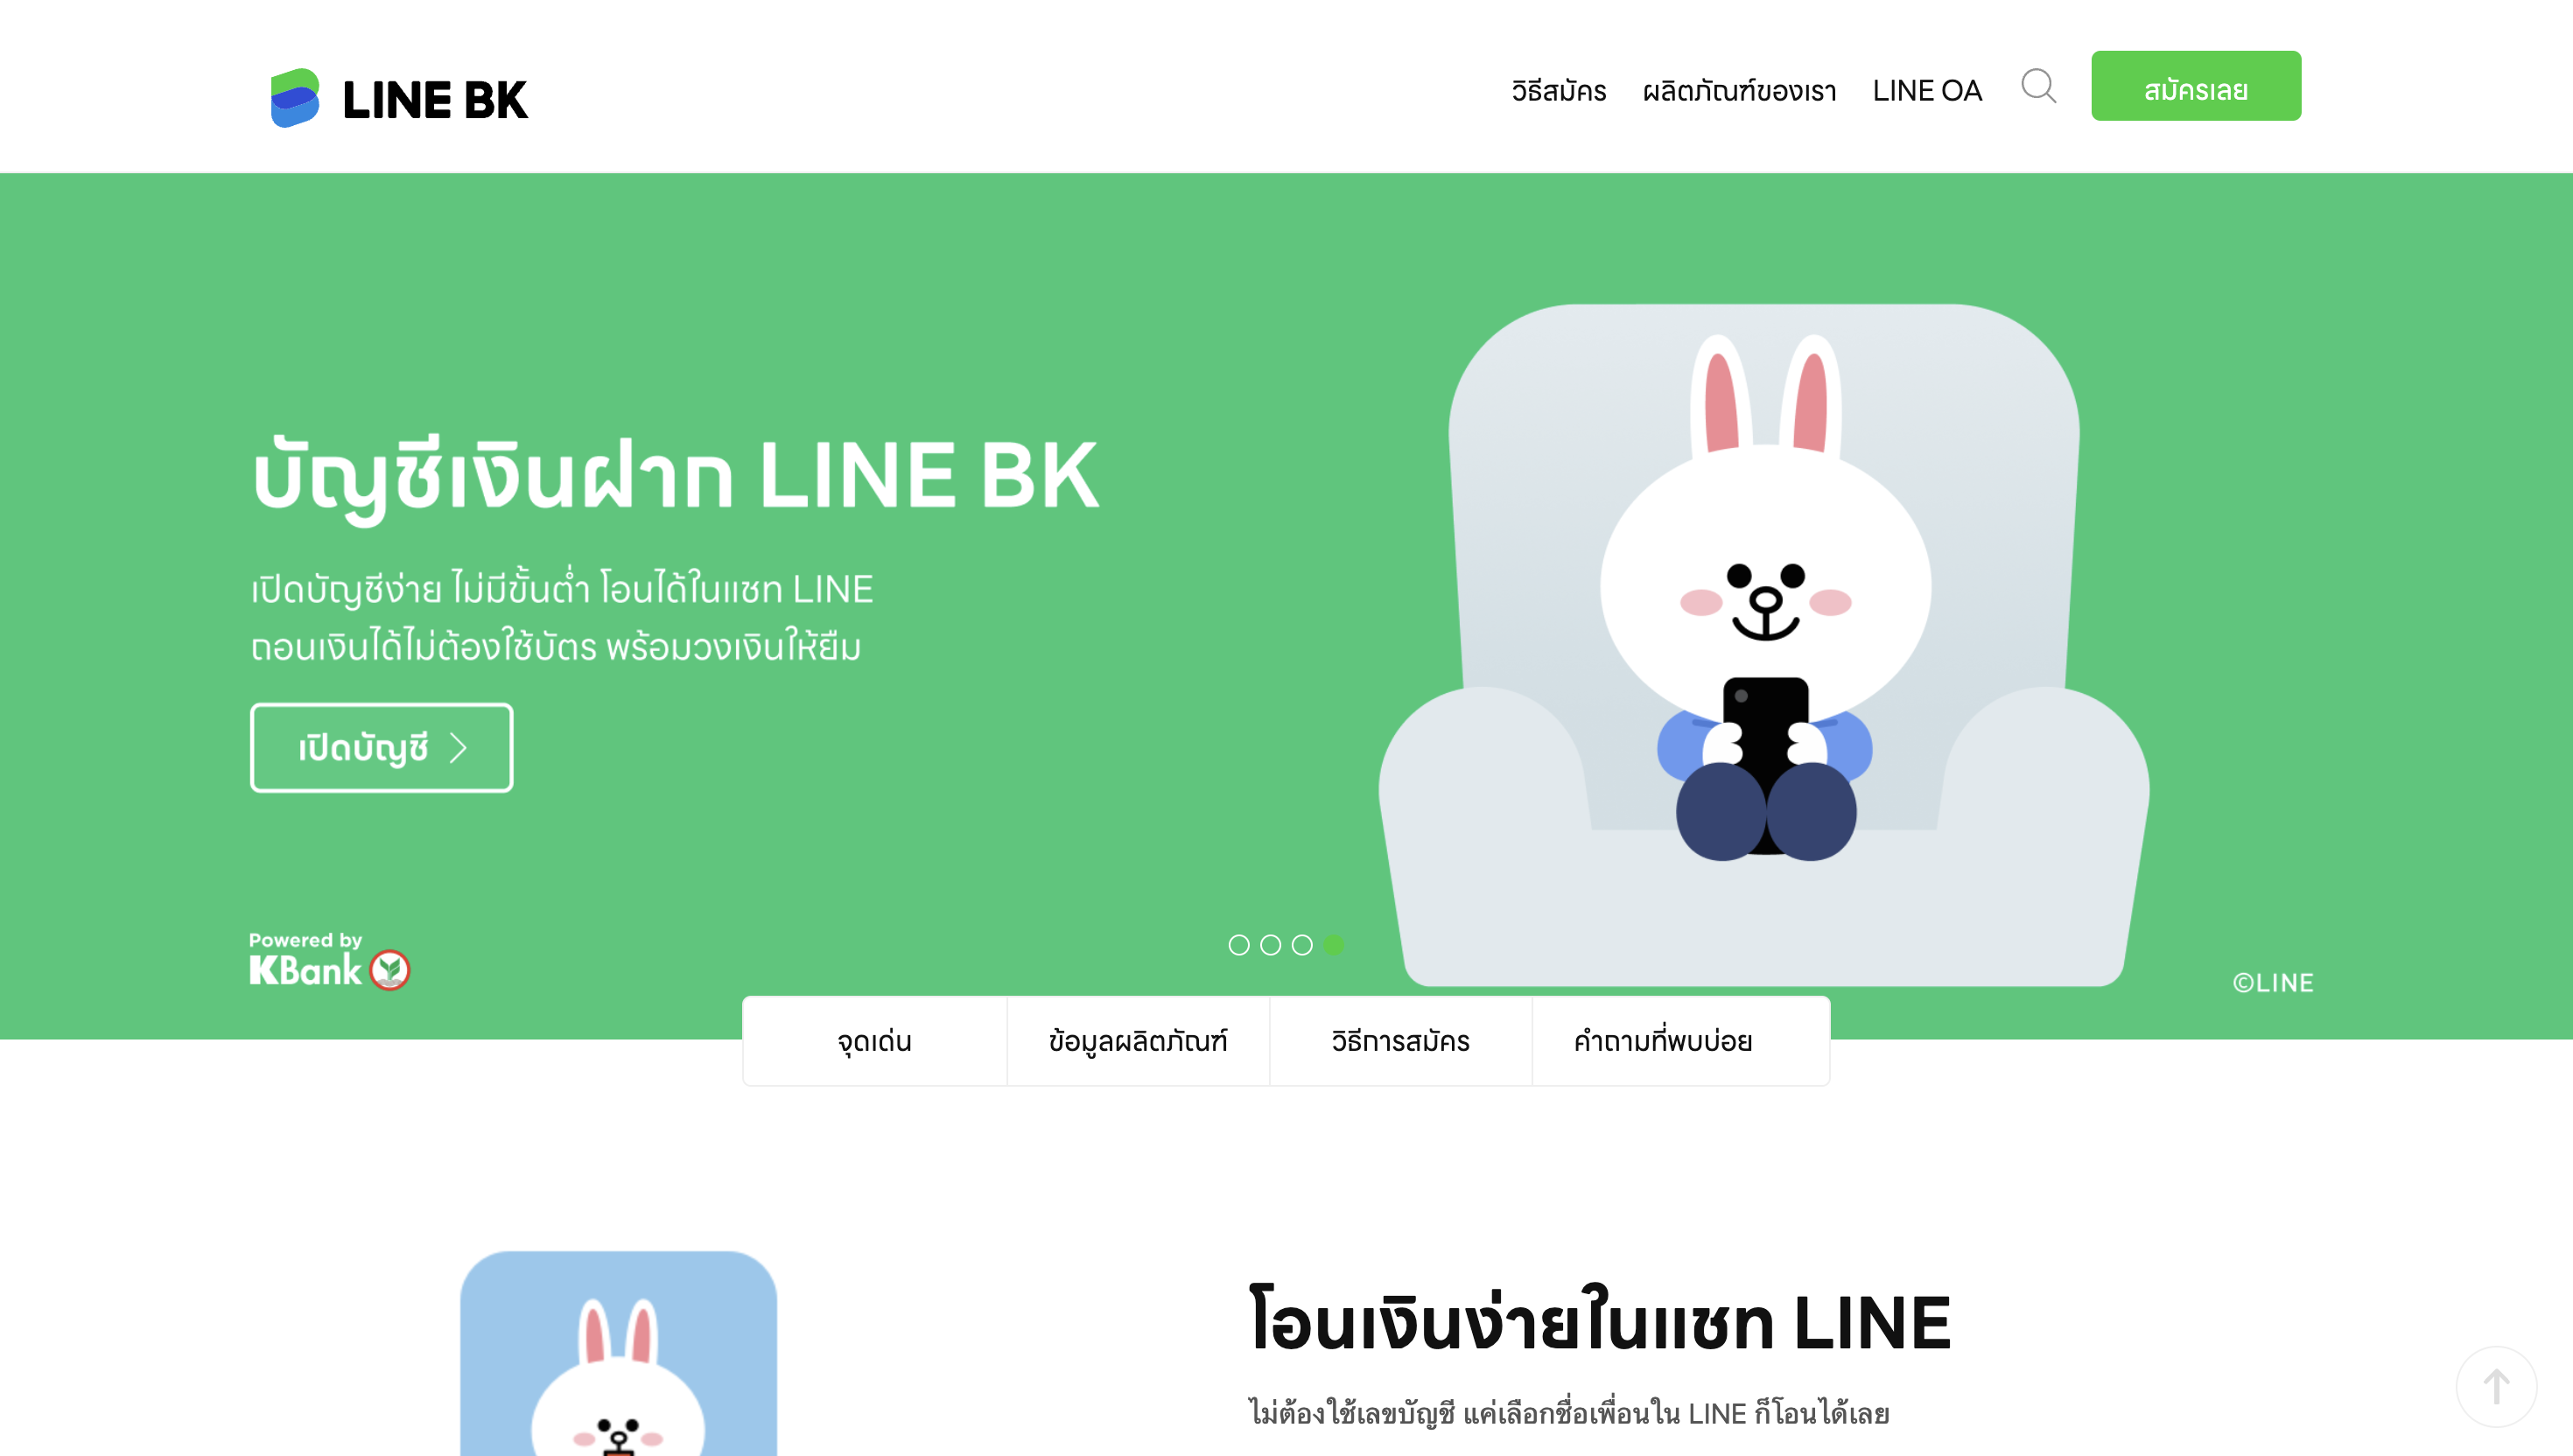 LINE BK
วิธีสมัคร
ผลิตภัณฑ์ของเรา
LINE OA
สมัครเลย
บัญชีเงินฝาก LINE BK
เปิดบัญชีง่าย ไม่มีขั้นต่ำ โอนได้ในแชท LINE
ถอนเงินได้ไม่ต้องใช้บัตร พร้อมวงเงินให้ยืม
เปิดบัญชี
Powered by
KBank
©LINE
จุดเด่น
ข้อมูลผลิตภัณฑ์
วิธีการสมัคร
คำถามที่พบบ่อย
โอนเงินง่ายในแชท LINE
ไม่ต้องใช้เลขบัญชี แค่เลือกชื่อเพื่อนใน LINE ก็โอนได้เลย